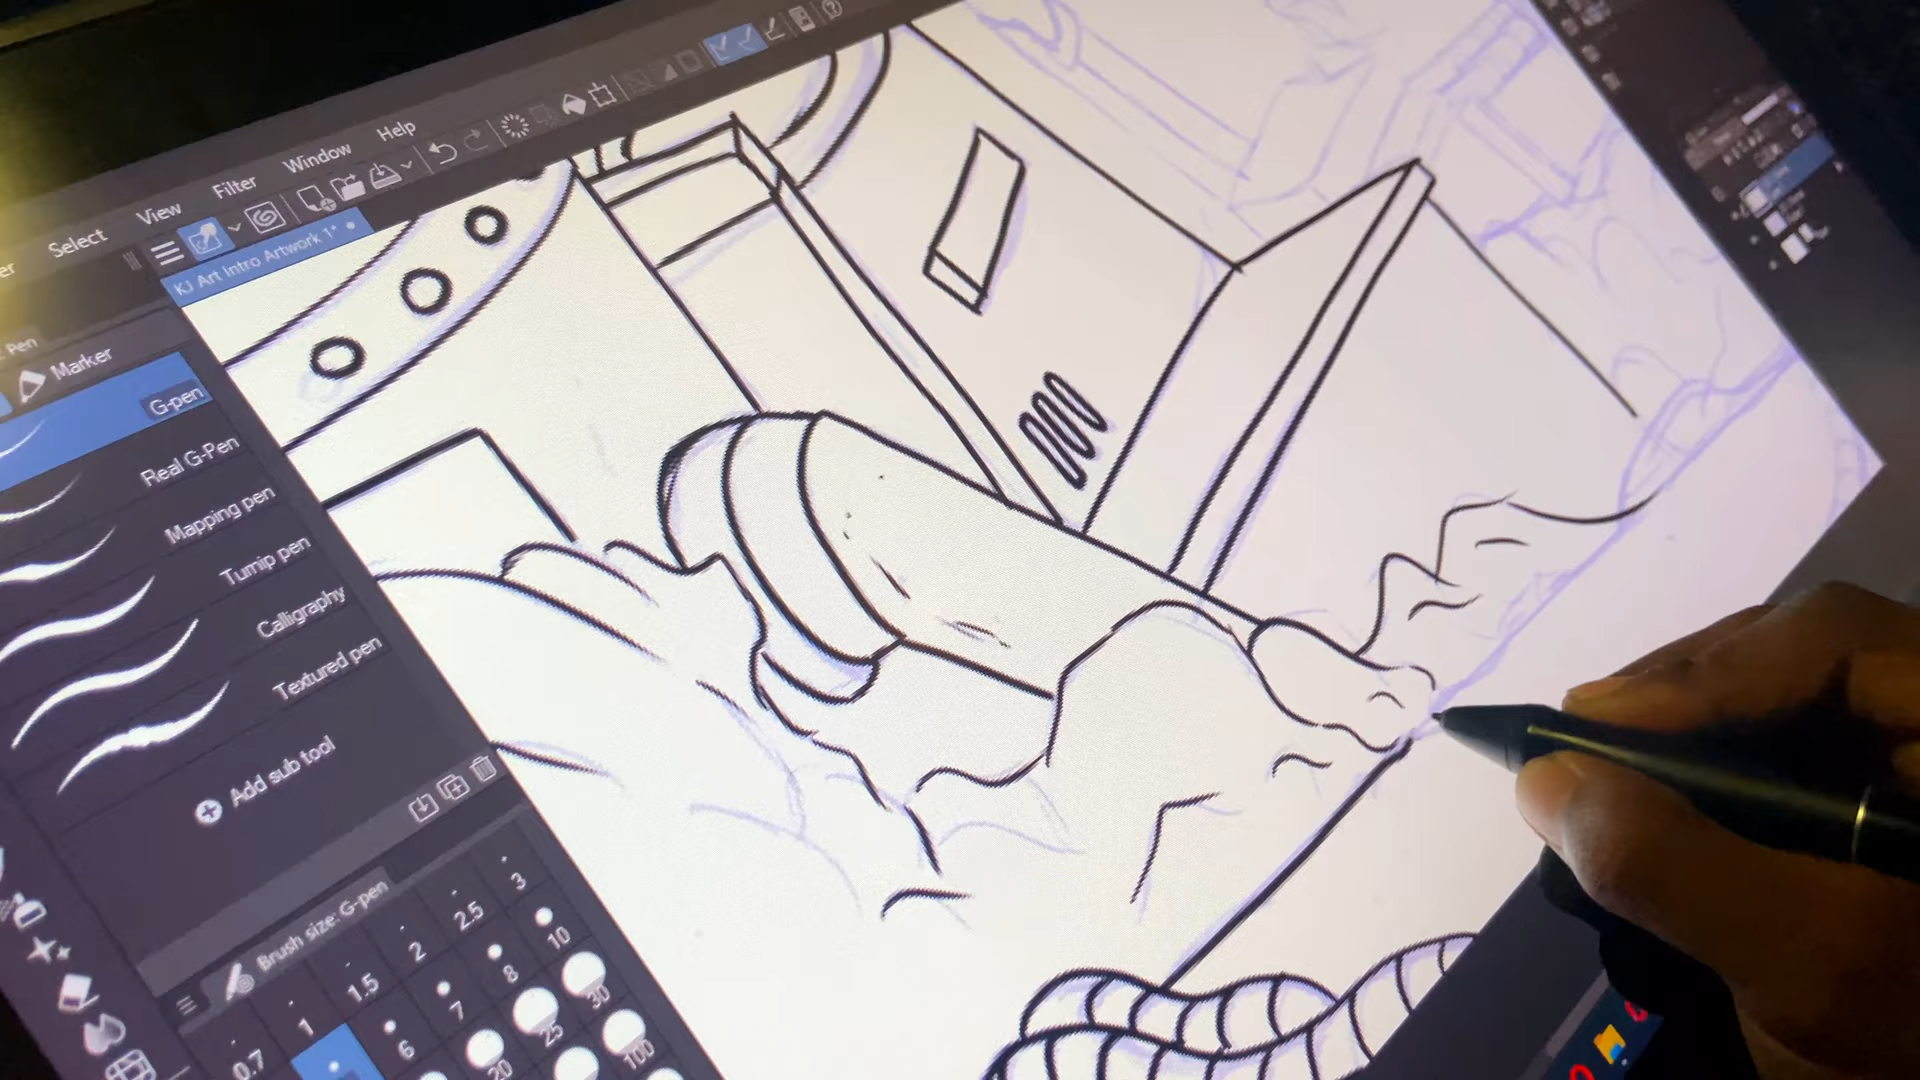 er Select View Filter Window Help
KJ Art Intro Artwork 1*
Pen
Marker
G-pen
Real G-Pen
Mapping pen
Turnip pen
Calligraphy
Textured pen
Add sub tool
Brush size: G-pen
0.7 1 1.5 2 2.5 3
6 7 8 10
20 25 30
100